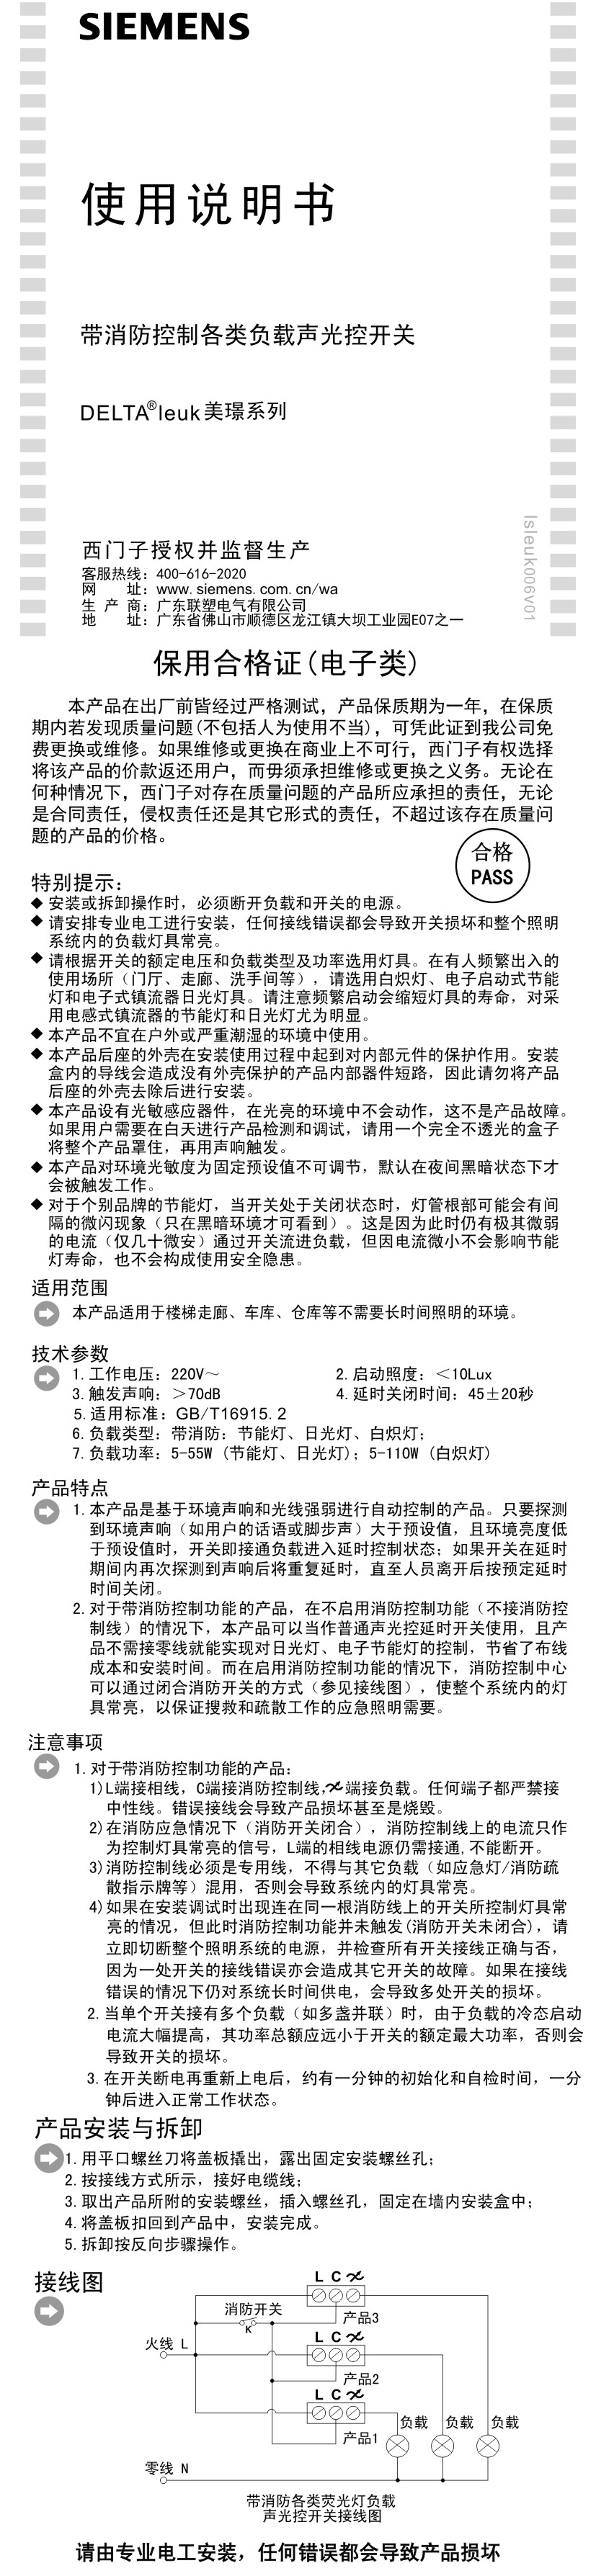 SIEMENS
使用说明书
带消防控制各类负载声光控开关
DELTA®leuk美璟系列
lsleuk006V01
西门子授权并监督生产
客服热线：400-616-2020
网 址：www.siemens.com.cn/wa
生 产 商：广东联塑电气有限公司
地 址：广东省佛山市顺德区龙江镇大坝工业园E07之一
保用合格证(电子类)
本产品在出厂前皆经过严格测试，产品保质期为一年，在保质
期内若发现质量问题(不包括人为使用不当)，可凭此证到我公司免
费更换或维修。如果维修或更换在商业上不可行，西门子有权选择
将该产品的价款返还用户，而毋须承担维修或更换之义务。无论在
何种情况下，西门子对存在质量问题的产品所应承担的责任，无论
是合同责任，侵权责任还是其它形式的责任，不超过该存在质量问
题的产品的价格。
合格
PASS
特别提示：
◆ 安装或拆卸操作时，必须断开负载和开关的电源。
◆ 请安排专业电工进行安装，任何接线错误都会导致开关损坏和整个照明
系统内的负载灯具常亮。
◆ 请根据开关的额定电压和负载类型及功率选用灯具。在有人频繁出入的
使用场所（门厅、走廊、洗手间等），请选用白炽灯、电子启动式节能
灯和电子式镇流器日光灯具。请注意频繁启动会缩短灯具的寿命，对采
用电感式镇流器的节能灯和日光灯尤为明显。
◆ 本产品不宜在户外或严重潮湿的环境中使用。
◆ 本产品后座的外壳在安装使用过程中起到对内部元件的保护作用。安装
盒内的导线会造成没有外壳保护的产品内部器件短路，因此请勿将产品
后座的外壳去除后进行安装。
◆ 本产品设有光敏感应器件，在光亮的环境中不会动作，这不是产品故障。
如果用户需要在白天进行产品检测和调试，请用一个完全不透光的盒子
将整个产品罩住，再用声响触发。
◆ 本产品对环境光敏度为固定预设值不可调节，默认在夜间黑暗状态下才
会被触发工作。
◆ 对于个别品牌的节能灯，当开关处于关闭状态时，灯管根部可能会有间
隔的微闪现象（只在黑暗环境才可看到）。这是因为此时仍有极其微弱
的电流（仅几十微安）通过开关流进负载，但因电流微小不会影响节能
灯寿命，也不会构成使用安全隐患。
适用范围
本产品适用于楼梯走廊、车库、仓库等不需要长时间照明的环境。
技术参数
1.工作电压：220V～ 2.启动照度：＜10Lux
3.触发声响：＞70dB 4.延时关闭时间：45±20秒
5.适用标准：GB/T16915.2
6.负载类型：带消防：节能灯、日光灯、白炽灯；
7.负载功率：5-55W (节能灯、日光灯)；5-110W (白炽灯)
产品特点
1.本产品是基于环境声响和光线强弱进行自动控制的产品。只要探测
到环境声响（如用户的话语或脚步声）大于预设值，且环境亮度低
于预设值时，开关即接通负载进入延时控制状态；如果开关在延时
期间内再次探测到声响后将重复延时，直至人员离开后按预定延时
时间关闭。
2.对于带消防控制功能的产品，在不启用消防控制功能（不接消防控
制线）的情况下，本产品可以当作普通声光控延时开关使用，且产
品不需接零线就能实现对日光灯、电子节能灯的控制，节省了布线
成本和安装时间。而在启用消防控制功能的情况下，消防控制中心
可以通过闭合消防开关的方式（参见接线图），使整个系统内的灯
具常亮，以保证搜救和疏散工作的应急照明需要。
注意事项
1.对于带消防控制功能的产品：
1)L端接相线，C端接消防控制线,端接负载。任何端子都严禁接
中性线。错误接线会导致产品损坏甚至是烧毁。
2)在消防应急情况下（消防开关闭合），消防控制线上的电流只作
为控制灯具常亮的信号，L端的相线电源仍需接通,不能断开。
3)消防控制线必须是专用线，不得与其它负载（如应急灯/消防疏
散指示牌等）混用，否则会导致系统内的灯具常亮。
4)如果在安装调试时出现连在同一根消防线上的开关所控制灯具常
亮的情况，但此时消防控制功能并未触发(消防开关未闭合)，请
立即切断整个照明系统的电源，并检查所有开关接线正确与否，
因为一处开关的接线错误亦会造成其它开关的故障。如果在接线
错误的情况下仍对系统长时间供电，会导致多处开关的损坏。
2.当单个开关接有多个负载（如多盏并联）时，由于负载的冷态启动
电流大幅提高，其功率总额应远小于开关的额定最大功率，否则会
导致开关的损坏。
3.在开关断电再重新上电后，约有一分钟的初始化和自检时间，一分
钟后进入正常工作状态。
产品安装与拆卸
1.用平口螺丝刀将盖板撬出，露出固定安装螺丝孔；
2.按接线方式所示，接好电缆线；
3.取出产品所附的安装螺丝，插入螺丝孔，固定在墙内安装盒中；
4.将盖板扣回到产品中，安装完成。
5.拆卸按反向步骤操作。
接线图
L C
消防开关
K
产品3
火线 L
L C
产品2
L C
产品1
负载 负载 负载
零线 N
带消防各类荧光灯负载
声光控开关接线图
请由专业电工安装，任何错误都会导致产品损坏